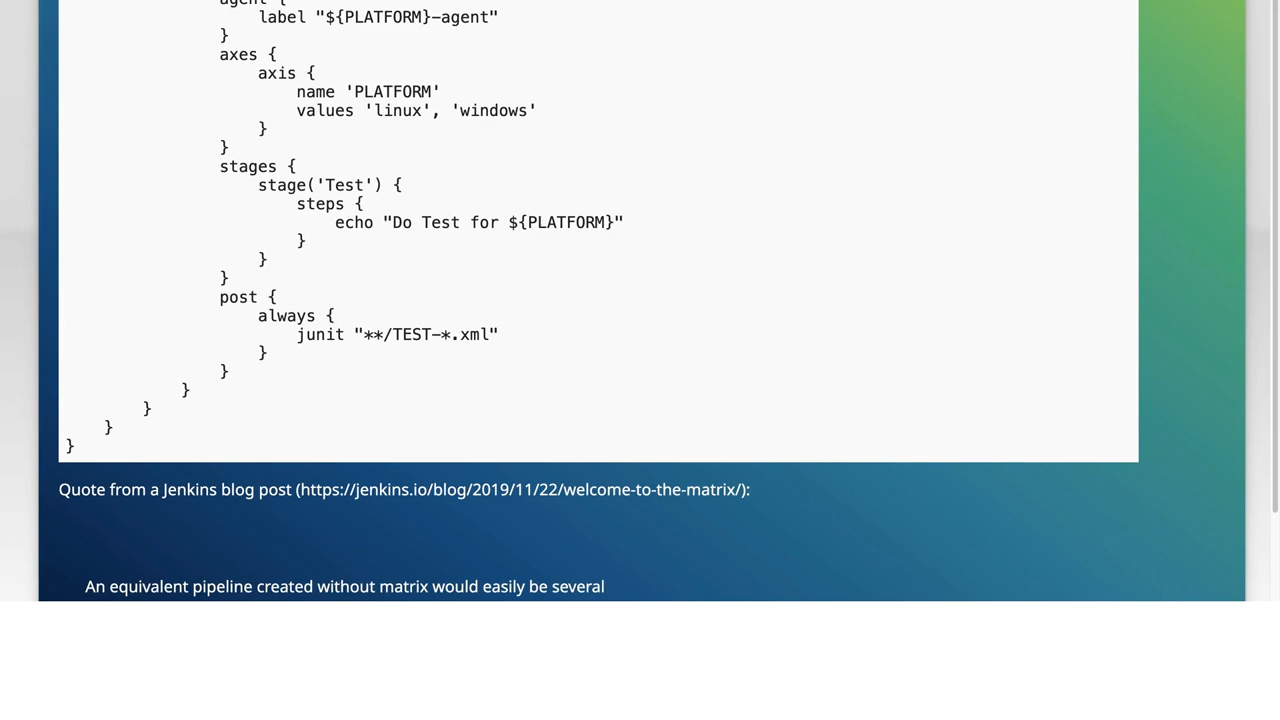 agent {
label "${PLATFORM}-agent"
}
axes {
axis {
name 'PLATFORM'
values 'linux', 'windows'
}
}
stages {
stage('Test') {
steps {
echo "Do Test for ${PLATFORM}"
}
}
}
post {
always {
junit "**/TEST-*.xml"
}
}
}
}
}
}
Quote from a Jenkins blog post (https://jenkins.io/blog/2019/11/22/welcome-to-the-matrix/):
An equivalent pipeline created without matrix would easily be several